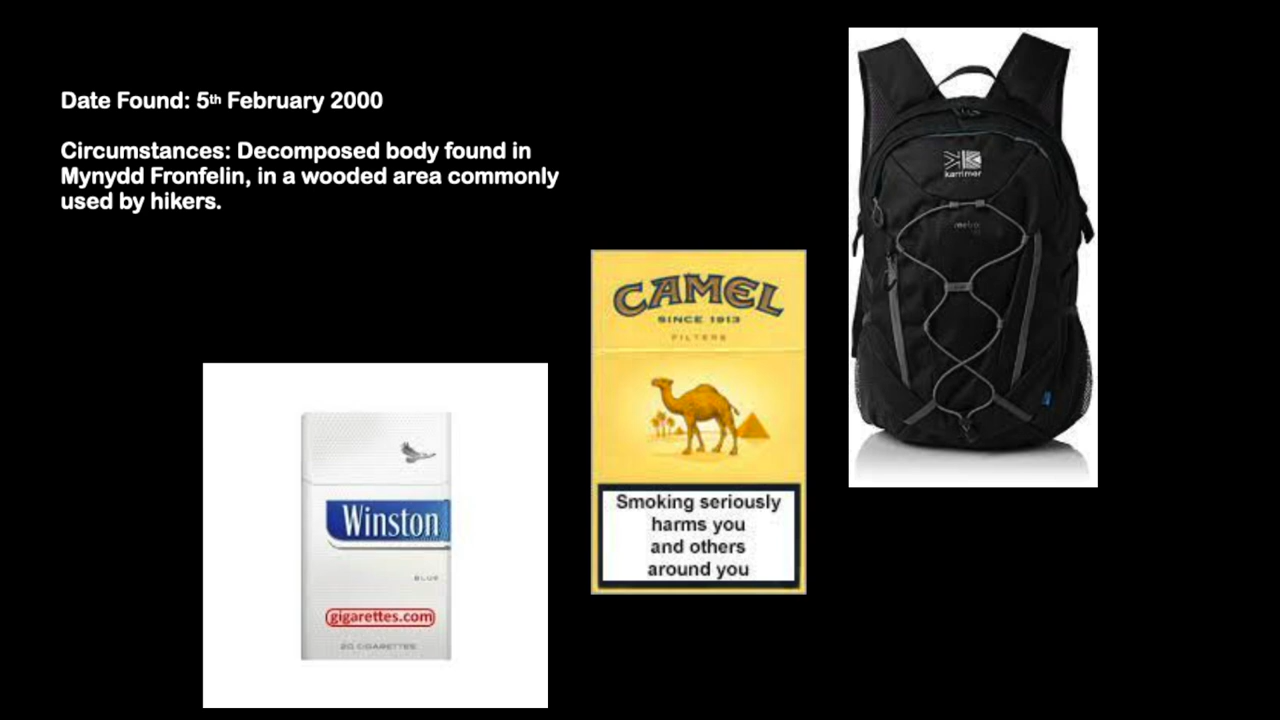 Date Found: 5th February 2000
Circumstances: Decomposed body found in
Mynydd Fronfelin, in a wooded area commonly
used by hikers.
karrimor
metro
CAMEL
SINCE 1913
FILTERS
Smoking seriously
harms you
and others
around you
Winston
BLUE
gigarettes.com
20 CIGARETTES